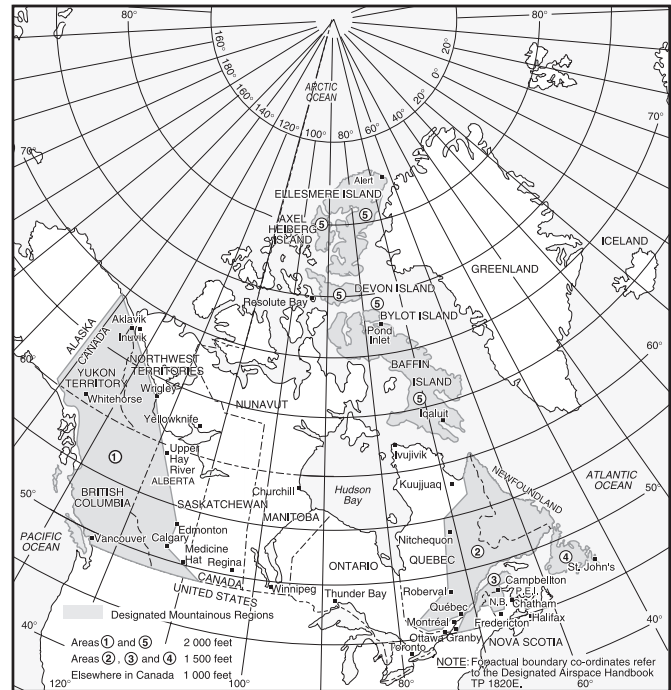 80°
160°
160°
140°
120°
100°
80°
60°
40°
20°
0°
20°
80°
ARCTIC
OCEAN
70°
70°
Alert
ELLESMERE ISLAND
5
AXEL
HEIBERG
ISLAND
5
ICELAND
GREENLAND
DEVON ISLAND
5
5
Resolute Bay
BYLOT ISLAND
Pond
Inlet
ALASKA
CANADA
Aklavik
Inuvik
60°
60°
NORTHWEST
TERRITORIES
YUKON
TERRITORY
Wrigley
Whitehorse
BAFFIN
ISLAND
5
Iqaluit
NUNAVUT
Yellowknife
Ivujivik
1
Upper
Hay
River
ALBERTA
Kuujjuaq
NEWFOUNDLAND
ATLANTIC
OCEAN
50°
50°
BRITISH
COLUMBIA
SASKATCHEWAN
Churchill
Hudson
Bay
MANITOBA
PACIFIC
OCEAN
Vancouver
Edmonton
Calgary
Medicine
Hat
Regina
Nitchequon
QUEBEC
2
4
St. John's
ONTARIO
3
Campbellton
P.E.I.
N.B.
Chatham
Halifax
Fredericton
NOVA SCOTIA
CANADA
UNITED STATES
Winnipeg
Thunder Bay
Roberval
Québec
Montréal
Ottawa
Granby
Toronto
Designated Mountainous Regions
Areas 1 and 5 2 000 feet
Areas 2, 3 and 4 1 500 feet
Elsewhere in Canada 1 000 feet
40°
40°
NOTE: For actual boundary co-ordinates refer
to the Designated Airspace Handbook
TP 1820E.
120°
100°
80°
60°